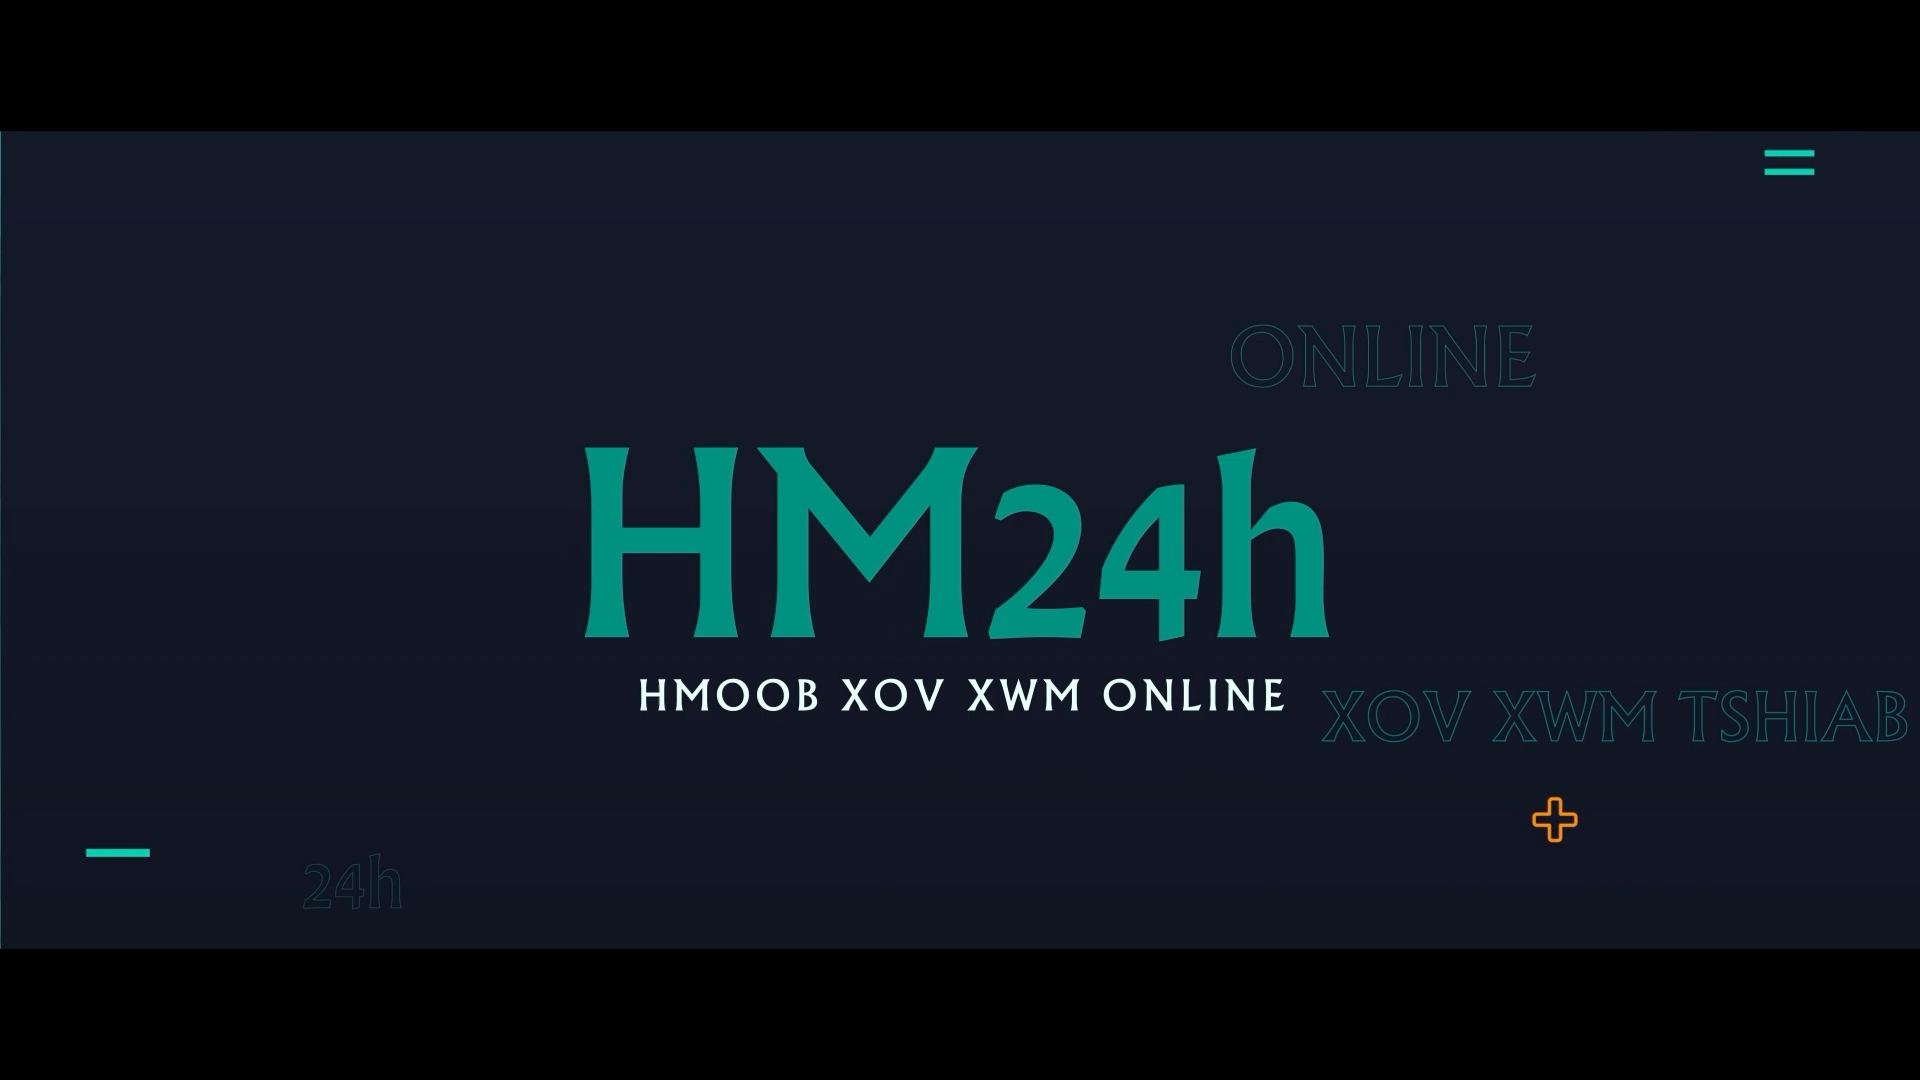 ONLINE
HM24h
HMOOB XOV XWM ONLINE
XOV XWM TSHIAB
24h